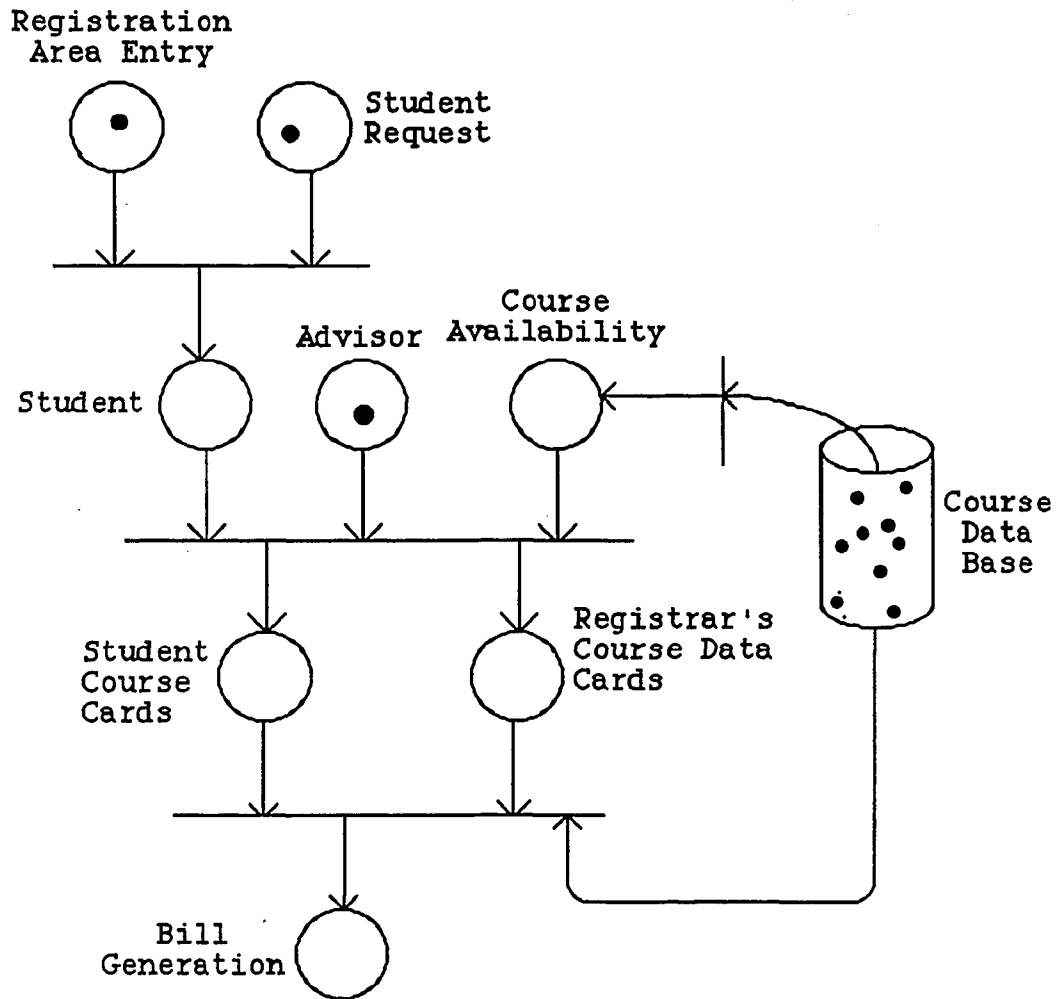 Registration
Area Entry
Student
Request
Course
Availability
Advisor
Student
Course
Data
Base
Student
Course
Cards
Registrar's
Course Data
Cards
Bill
Generation